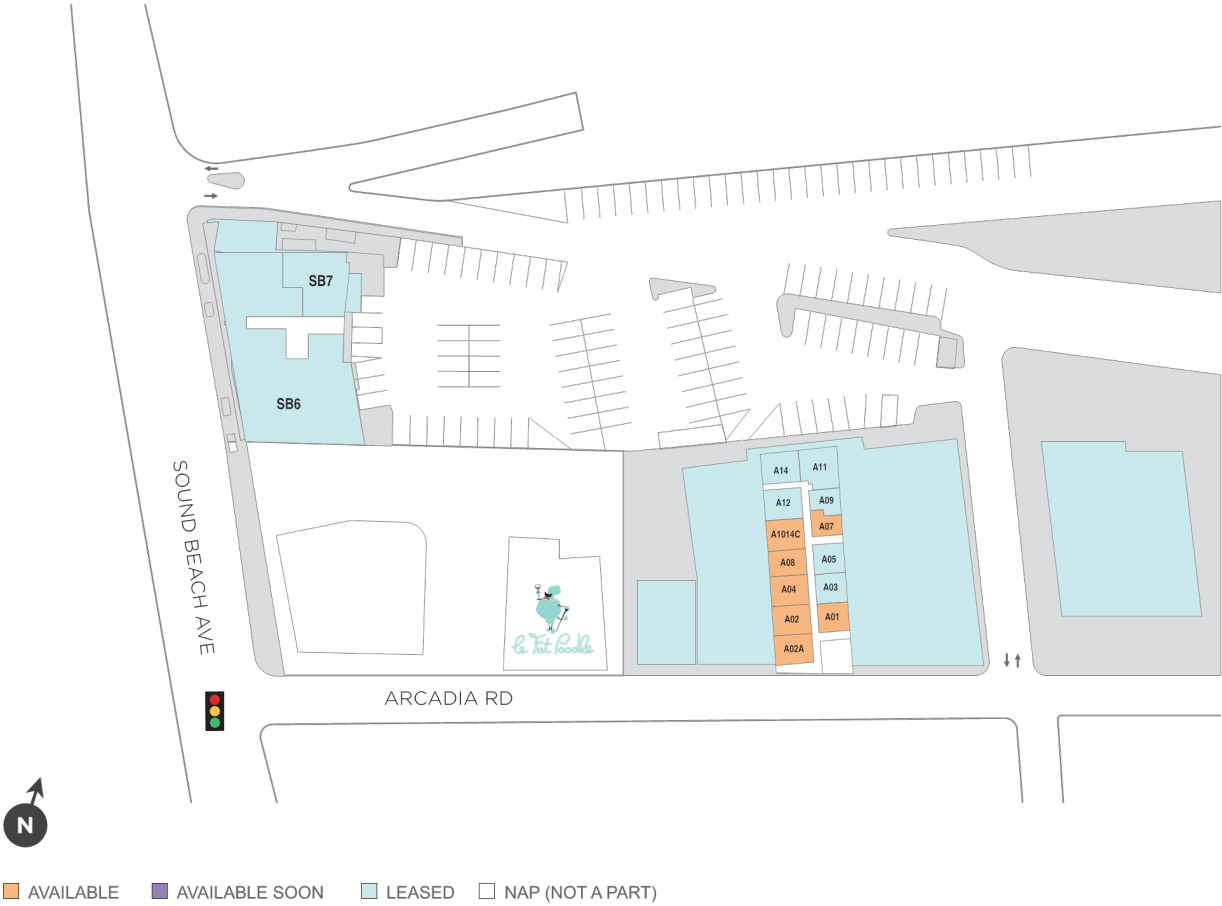 SB7
SB6
A14
A11
A12
A09
A1014C
A07
A08
A05
A04
A03
A02
A01
A02A
le Fat Poodle
SOUND BEACH AVE
ARCADIA RD
N
AVAILABLE
AVAILABLE SOON
LEASED
NAP (NOT A PART)